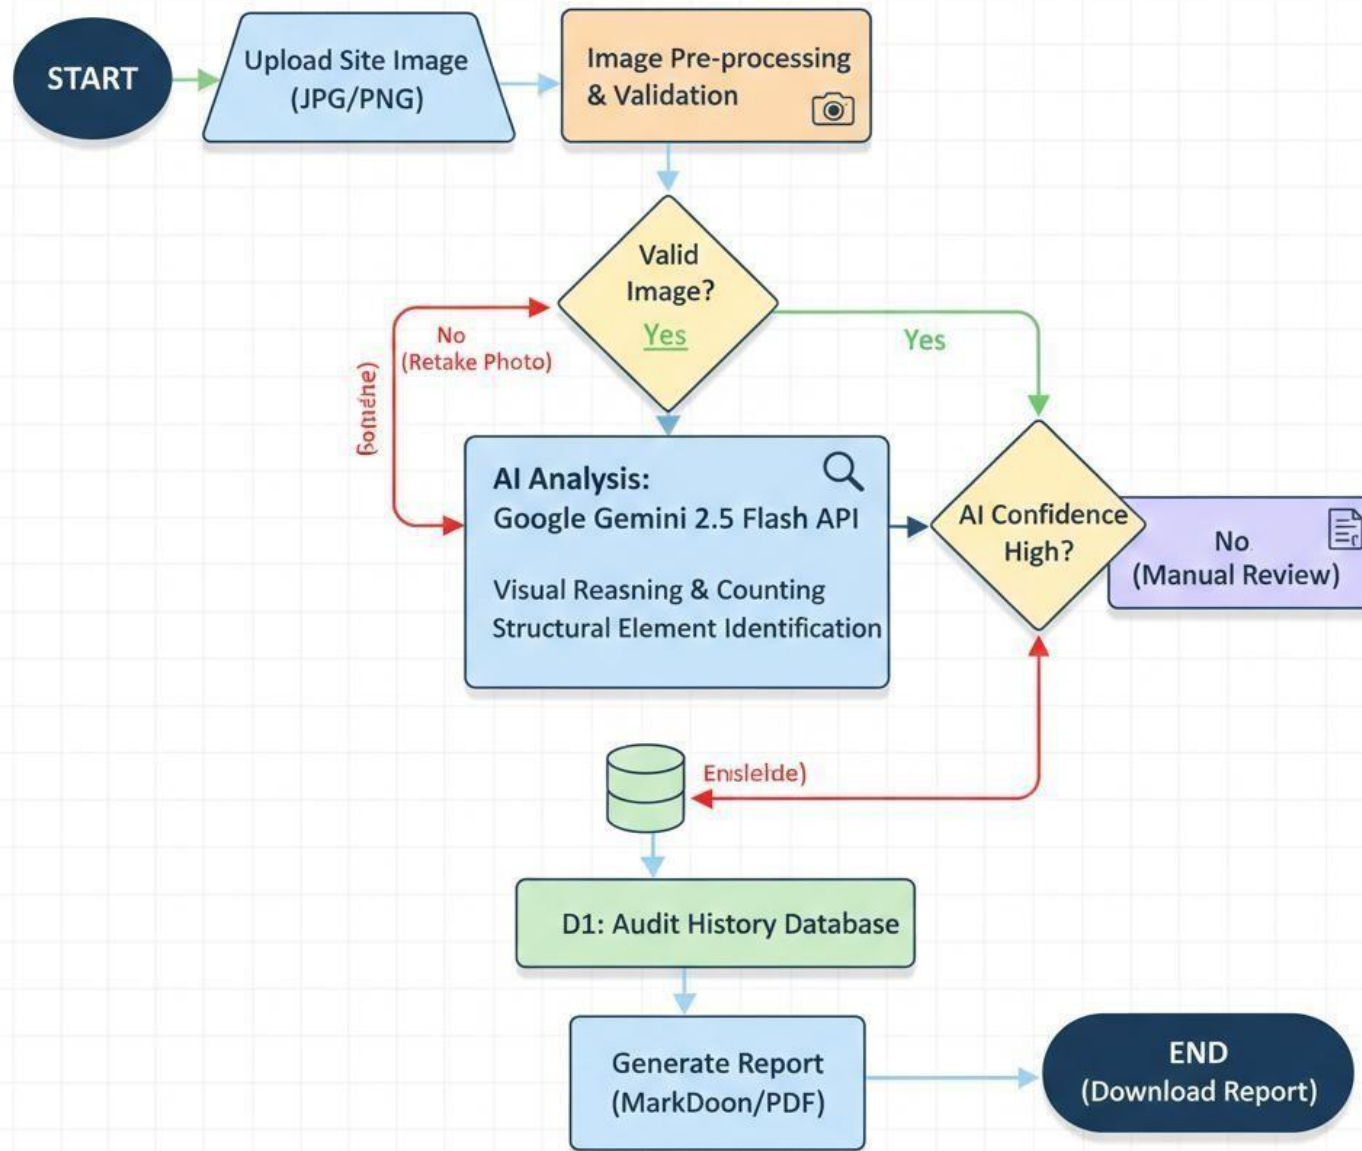 START
Upload Site Image
(JPG/PNG)
Image Pre-processing
& Validation
Valid
Image?
Yes
No
(Retake Photo)
Yes
AI Analysis:
Google Gemini 2.5 Flash API
Visual Reasning & Counting
Structural Element Identification
AI Confidence
High?
No
(Manual Review)
D1: Audit History Database
Generate Report
(MarkDoon/PDF)
END
(Download Report)